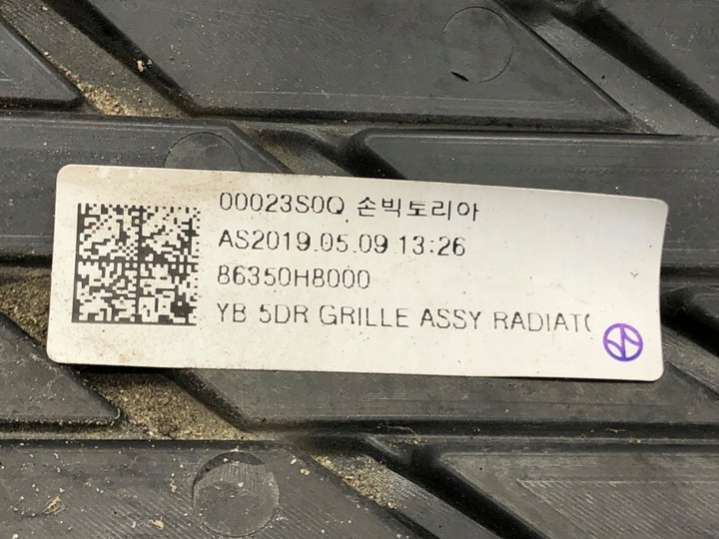 00023S0Q 손빅토리아
AS2019.05.09 13:26
86350H8000
YB 5DR GRILLE ASSY RADIAT(